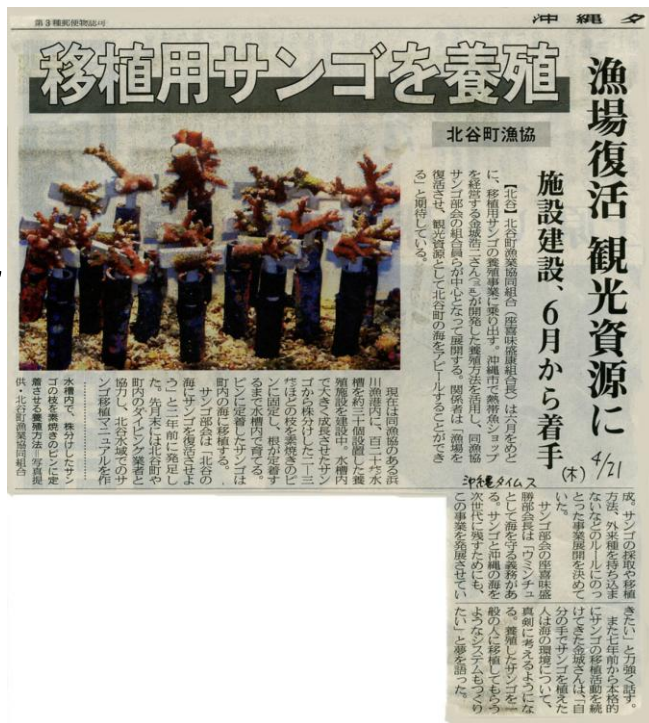 第3種郵便物認可
沖縄タ
移植用サンゴを養殖
漁場復活 観光資源に
施設建設、6月から着手
北谷町漁協
4/21
(木)
沖縄タイムス
【北谷】北谷町漁業協同組合(座喜味盛康組合長)は六月をめど
に、移植用サンゴの養殖事業に乗り出す。沖縄市で熱帯魚ショップ
を経営する金城浩二さん()が開発した養殖方法を活用し、同漁協
サンゴ部会の組合員らが中心となって展開する。関係者は「漁場を
復活させ、観光資源として北谷町の海をアピールすることができ
る」と期待している。
現在は同漁協のある浜
川漁港内に、百二十㌢水
槽を約三十個設置した養
殖施設を建設中。水槽内
で大きく成長させたサン
ゴから株分けした二―三
㌢ほどの枝を素焼きのピ
ンに固定し、根が定着す
るまで水槽内で育てる。
ピンに定着したサンゴは
町内の海に移植する。
サンゴ部会は「北谷の
海にサンゴを復活させよ
う」と二年前に発足し
た。先月末には北谷町や
町内のダイビング業者と
協力し、北谷水域でのサ
ンゴ移植マニュアルを作
水槽内で、株分けしたサン
ゴの枝を素焼きのピンに定
着させる養殖方法=写真提
供・北谷町漁業協同組合
成。サンゴの採取や移植
方法、外来種を持ち込ま
ないなどのルールにのっ
とった事業展開を決めて
いた。
サンゴ部会の座喜味盛
勝部会長は「ウミンチュ
として海を守る義務があ
る。サンゴと沖縄の海を
次世代に残すためにも、
この事業を発展させてい
きたい」と力強く話す。
また七年前から本格的
にサンゴの移植活動を続
けてきた金城さんは、「自
分の手でサンゴを植えた
人は海の環境について、
真剣に考えるようにな
る。養殖したサンゴを一
般の人に移植してもらう
ようなシステムもつくり
たい」と夢を語った。